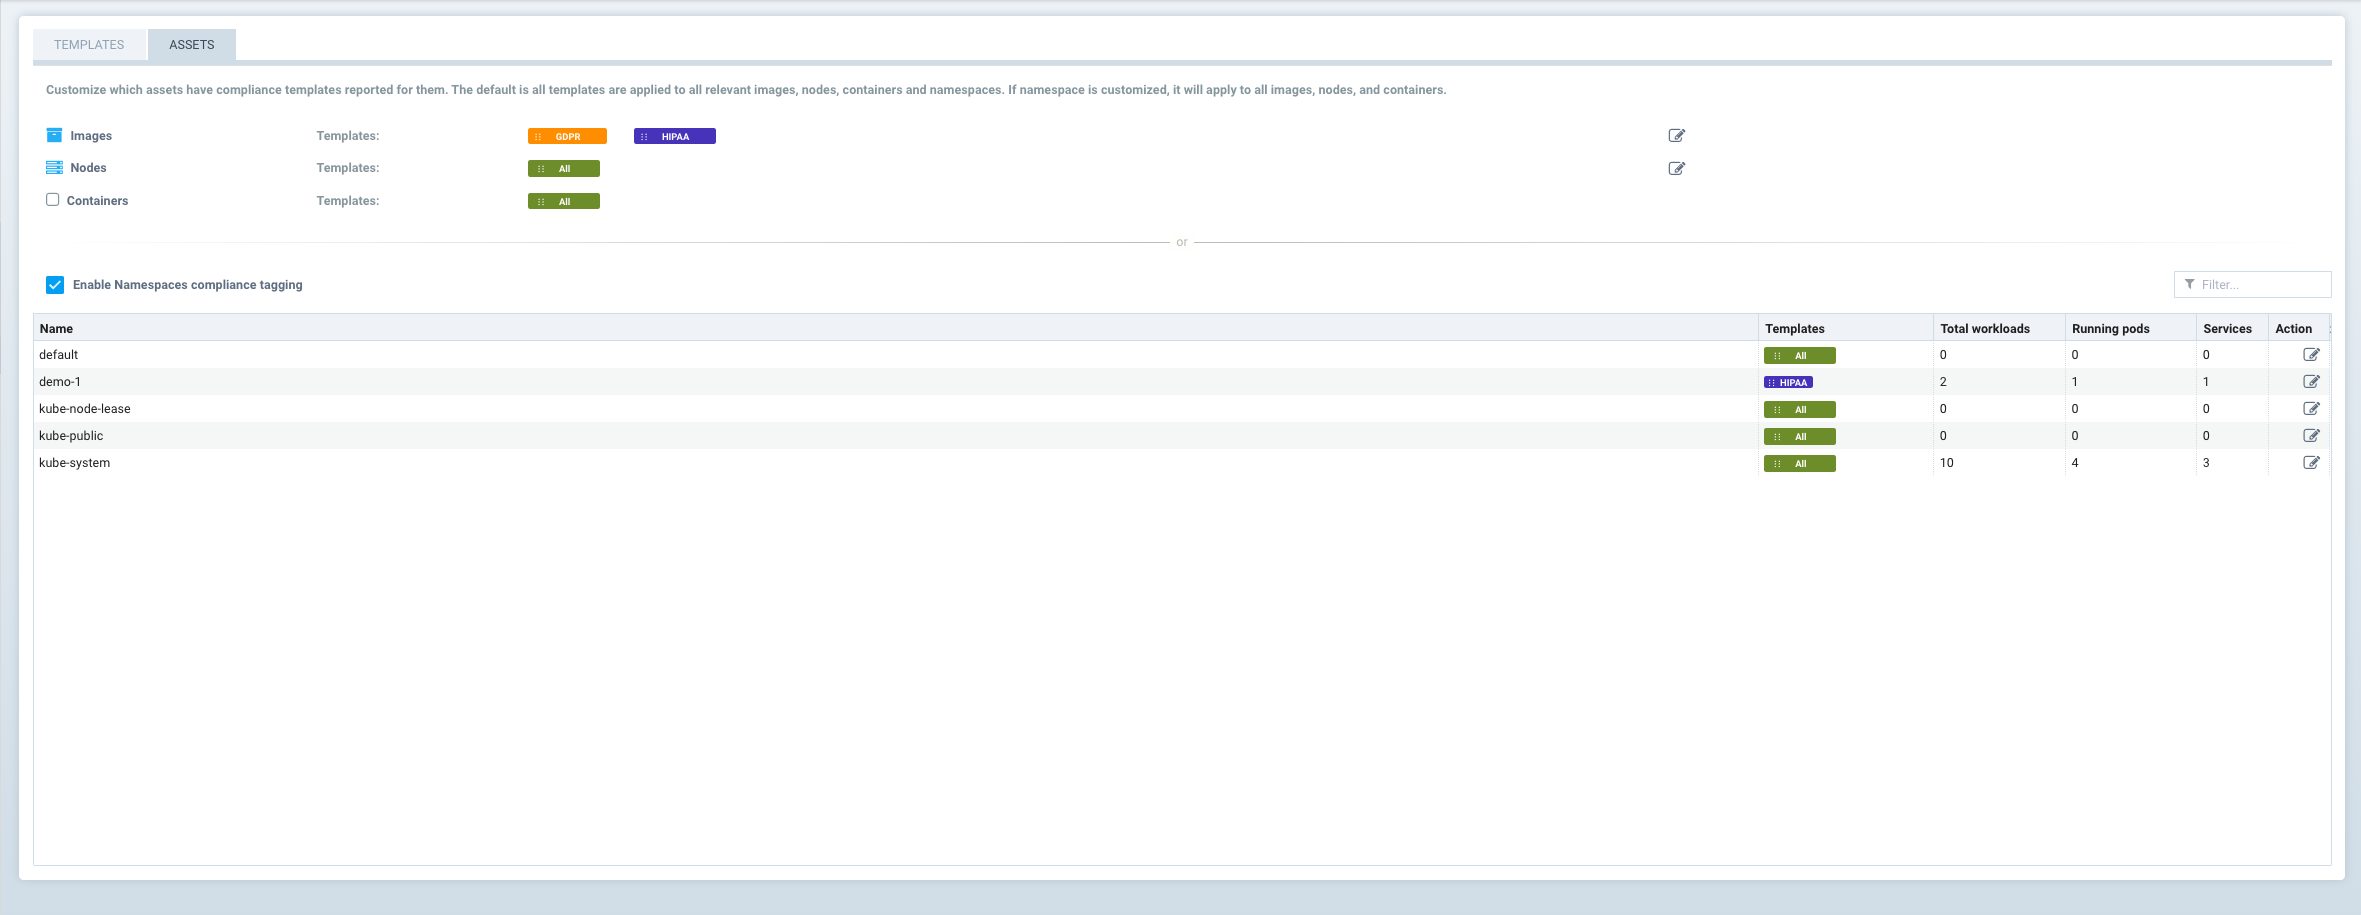 TEMPLATES ASSETS
Customize which assets have compliance templates reported for them. The default is all templates are applied to all relevant images, nodes, containers and namespaces. If namespace is customized, it will apply to all images, nodes, and containers.
Images Templates: GDPR HIPAA
Nodes Templates: All
Containers Templates: All
or
Enable Namespaces compliance tagging Filter...
Name Templates Total workloads Running pods Services Action
default All 0 0 0
demo-1 HIPAA 2 1 1
kube-node-lease All 0 0 0
kube-public All 0 0 0
kube-system All 10 4 3